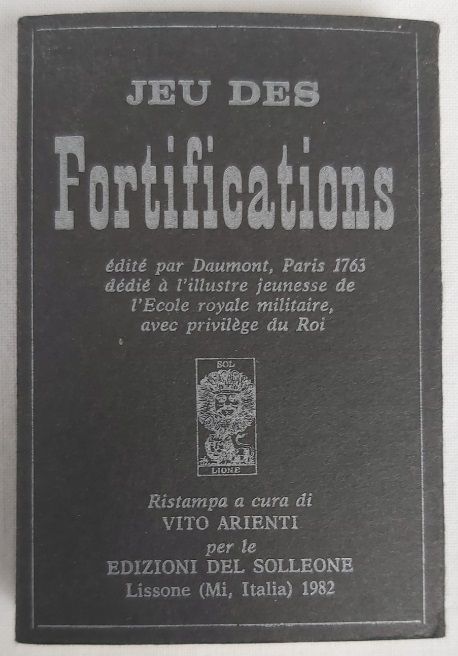 JEU DES
Fortifications
édité par Daumont, Paris 1763
dédié à l'illustre jeunesse de
l'Ecole royale militaire,
avec privilège du Roi
SOL
LIONE
Ristampa a cura di
VITO ARIENTI
per le
EDIZIONI DEL SOLLEONE
Lissone (Mi, Italia) 1982